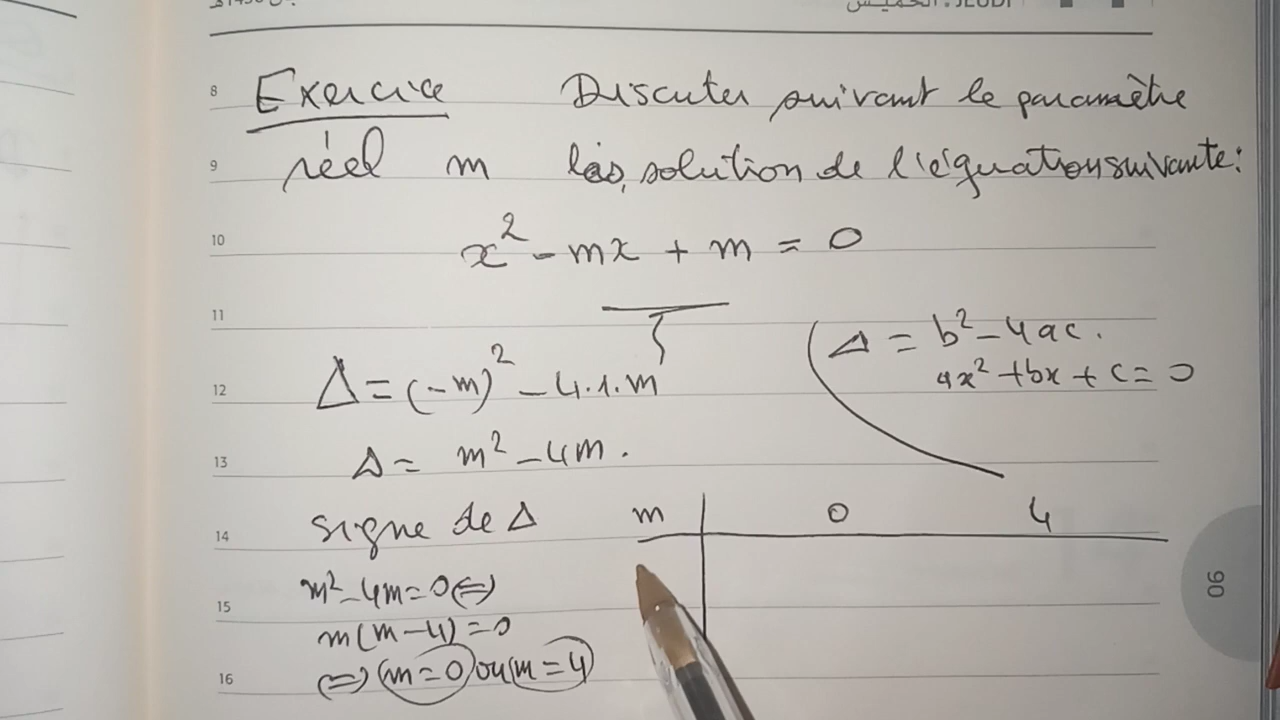 الخميس . JEUDI
8 Exercice Discuter suivant le paramètre
9 réel m les solution de l'équation suivante:
10 x² - mx + m = 0
11
Δ = b² - 4ac.
12 Δ = (-m)² - 4.1.m
ax² + bx + c = 0
13 Δ = m² - 4m.
14 signe de Δ m 0 4
15 m² - 4m = 0 ⇔
m(m-4) = 0
16 ⇔ m = 0 ou m = 4
90